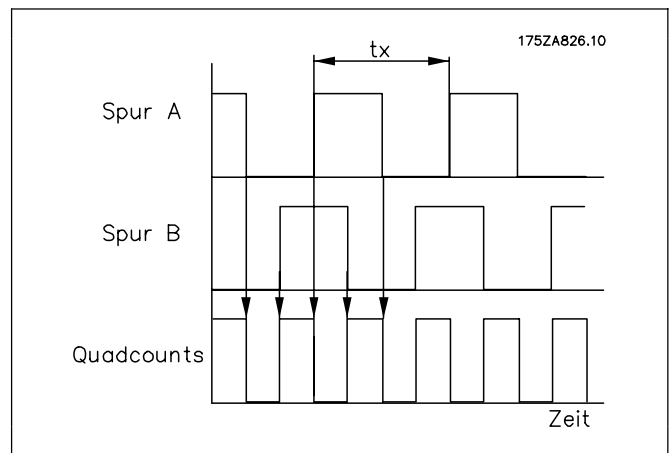 175ZA826.10
tx
Spur A
Spur B
Quadcounts
Zeit